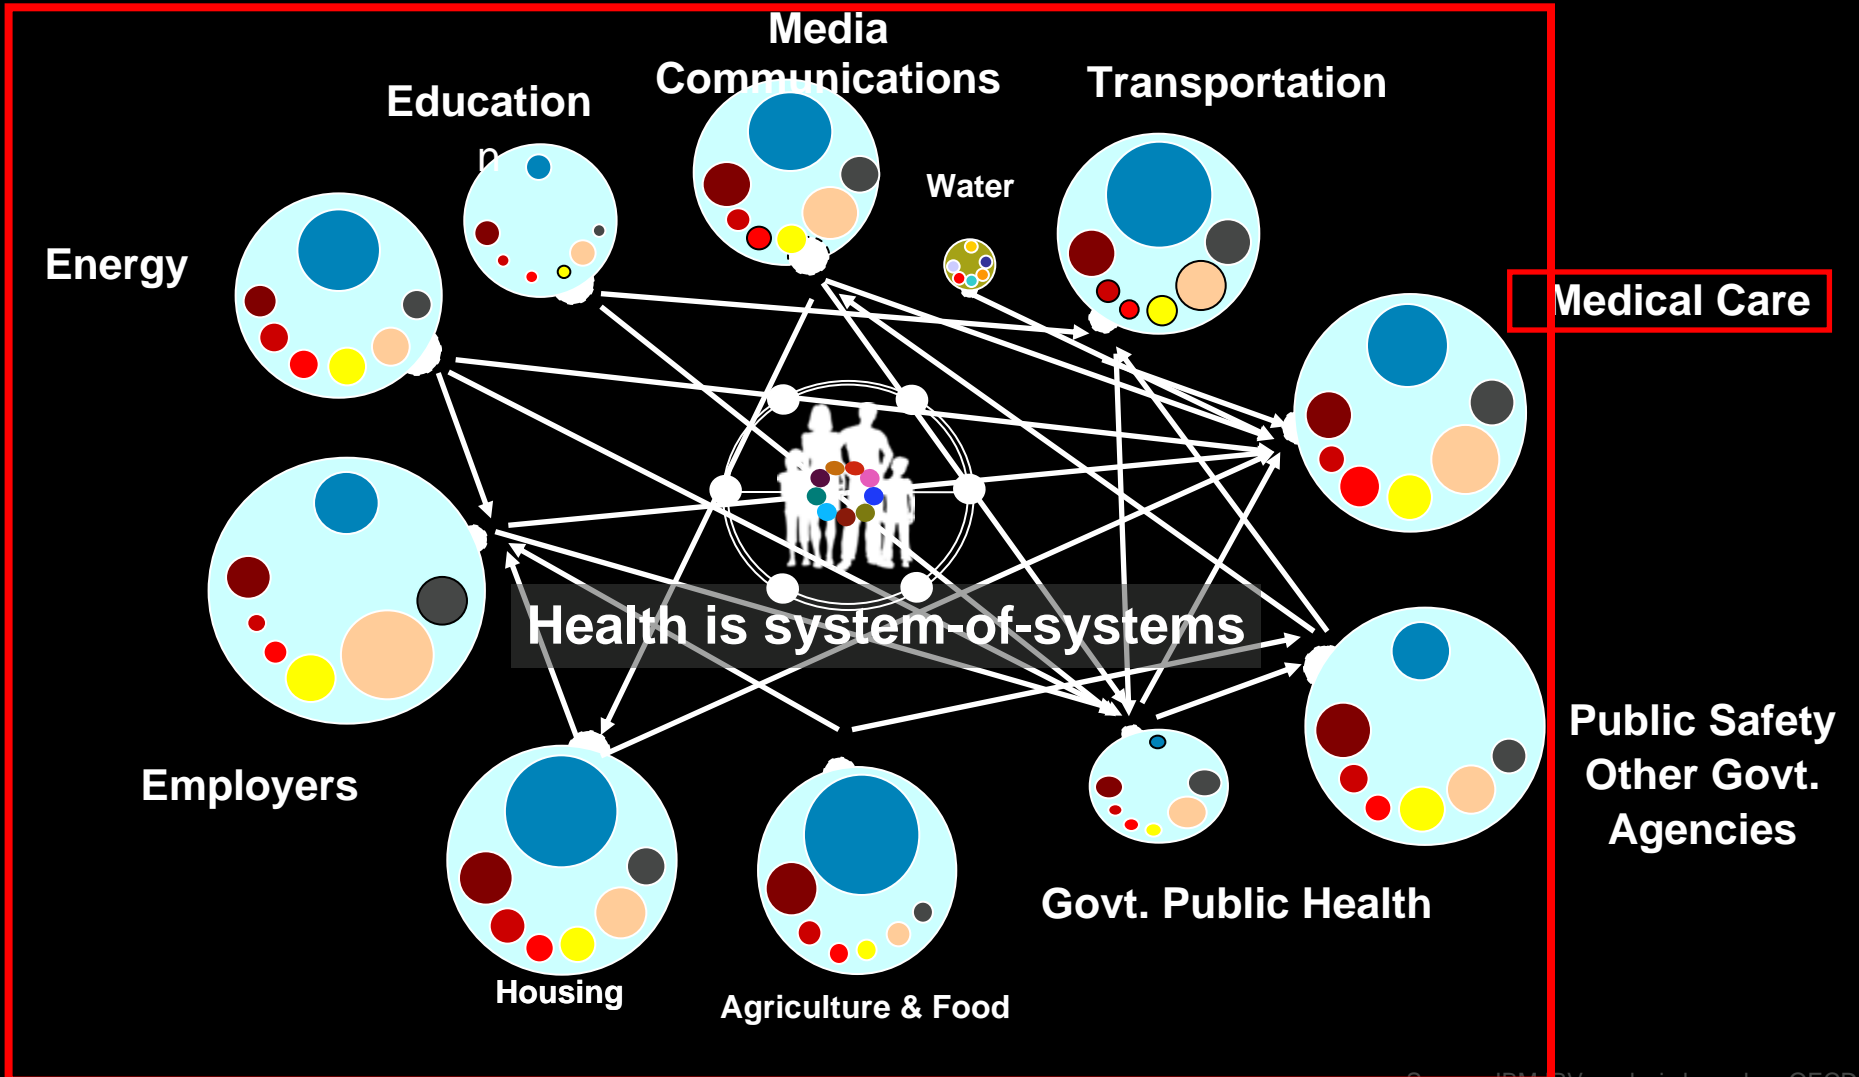 Media
Communications
Education
n
Transportation
Water
Energy
Medical Care
Health is system-of-systems
Public Safety
Other Govt.
Agencies
Employers
Govt. Public Health
Housing
Agriculture & Food